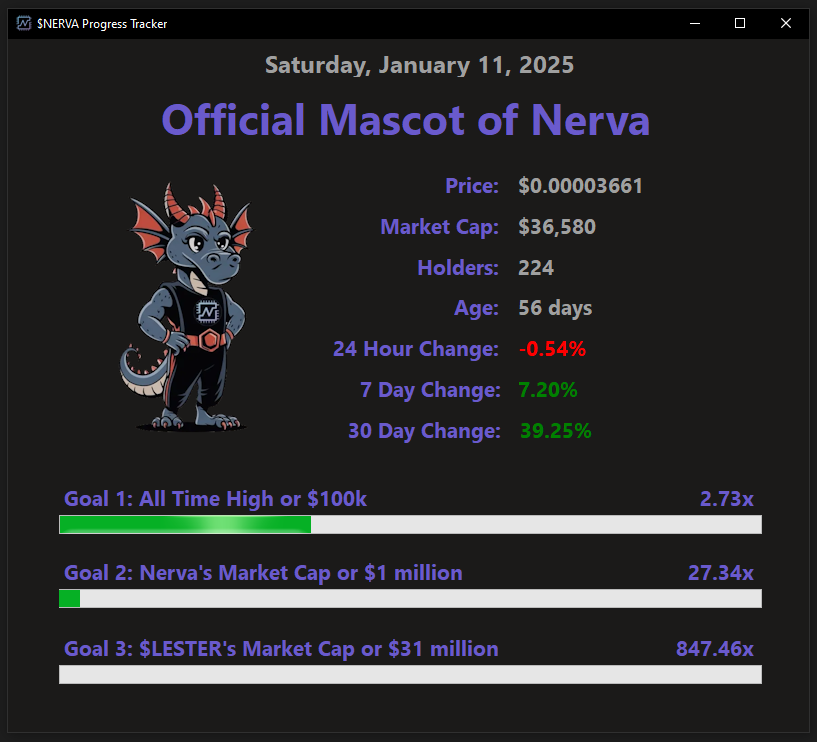 $NERVA Progress Tracker
Saturday, January 11, 2025
Official Mascot of Nerva
Price: $0.00003661
Market Cap: $36,580
Holders: 224
Age: 56 days
24 Hour Change: -0.54%
7 Day Change: 7.20%
30 Day Change: 39.25%
N
Goal 1: All Time High or $100k 2.73x
Goal 2: Nerva's Market Cap or $1 million 27.34x
Goal 3: $LESTER's Market Cap or $31 million 847.46x